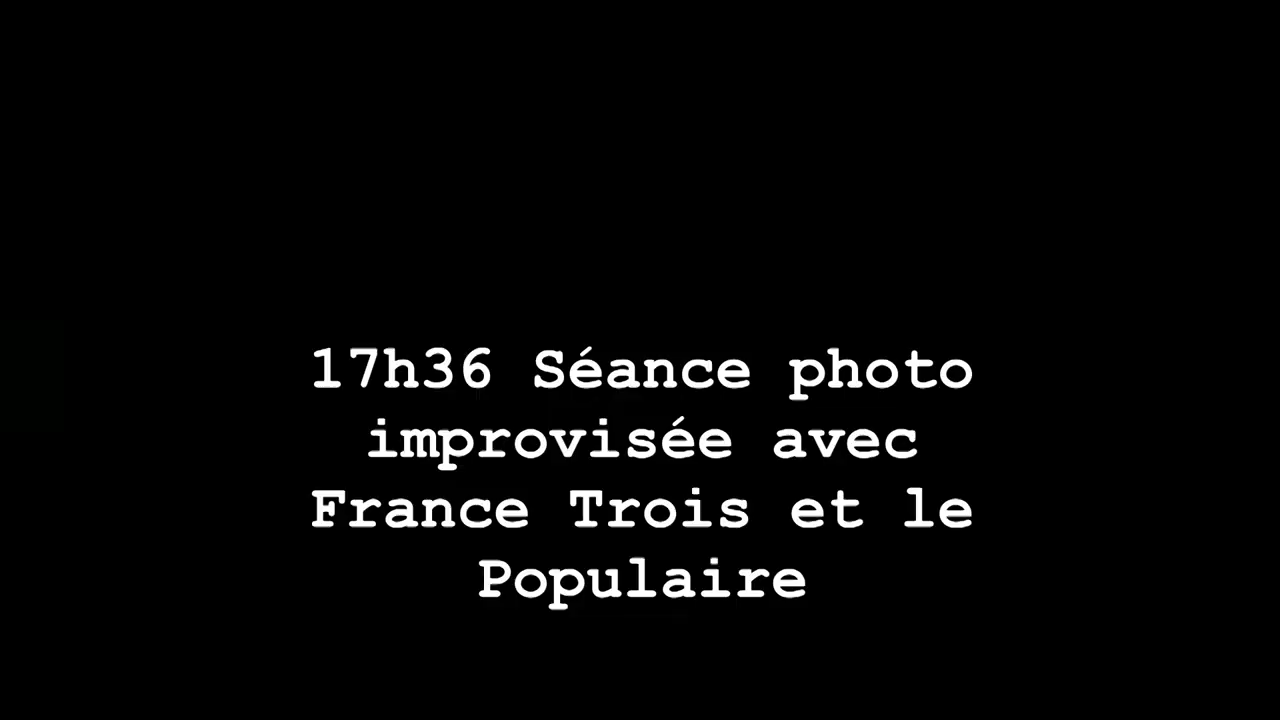 17h36 Séance photo
improvisée avec
France Trois et le
Populaire